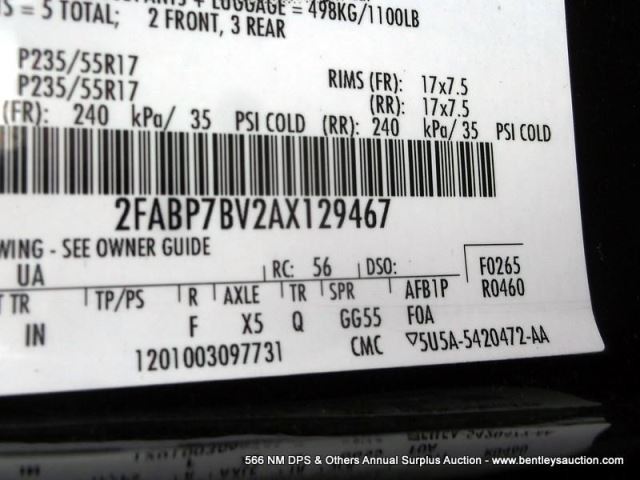 = 5 TOTAL; 2 FRONT, 3 REAR
+ LUGGAGE = 498KG/1100LB
P235/55R17 RIMS (FR): 17x7.5
P235/55R17 (RR): 17x7.5
(FR): 240 kPa/ 35 PSI COLD (RR): 240 kPa/ 35 PSI COLD
2FABP7BV2AX129467
WING - SEE OWNER GUIDE
UA RC: 56 DSO: F0265
TR TP/PS R AXLE TR SPR AFB1P R0460
IN F X5 Q GG55 FOA
1201003097731 CMC ▽5U5A-5420472-AA
566 NM DPS & Others Annual Surplus Auction - www.bentleysauction.com